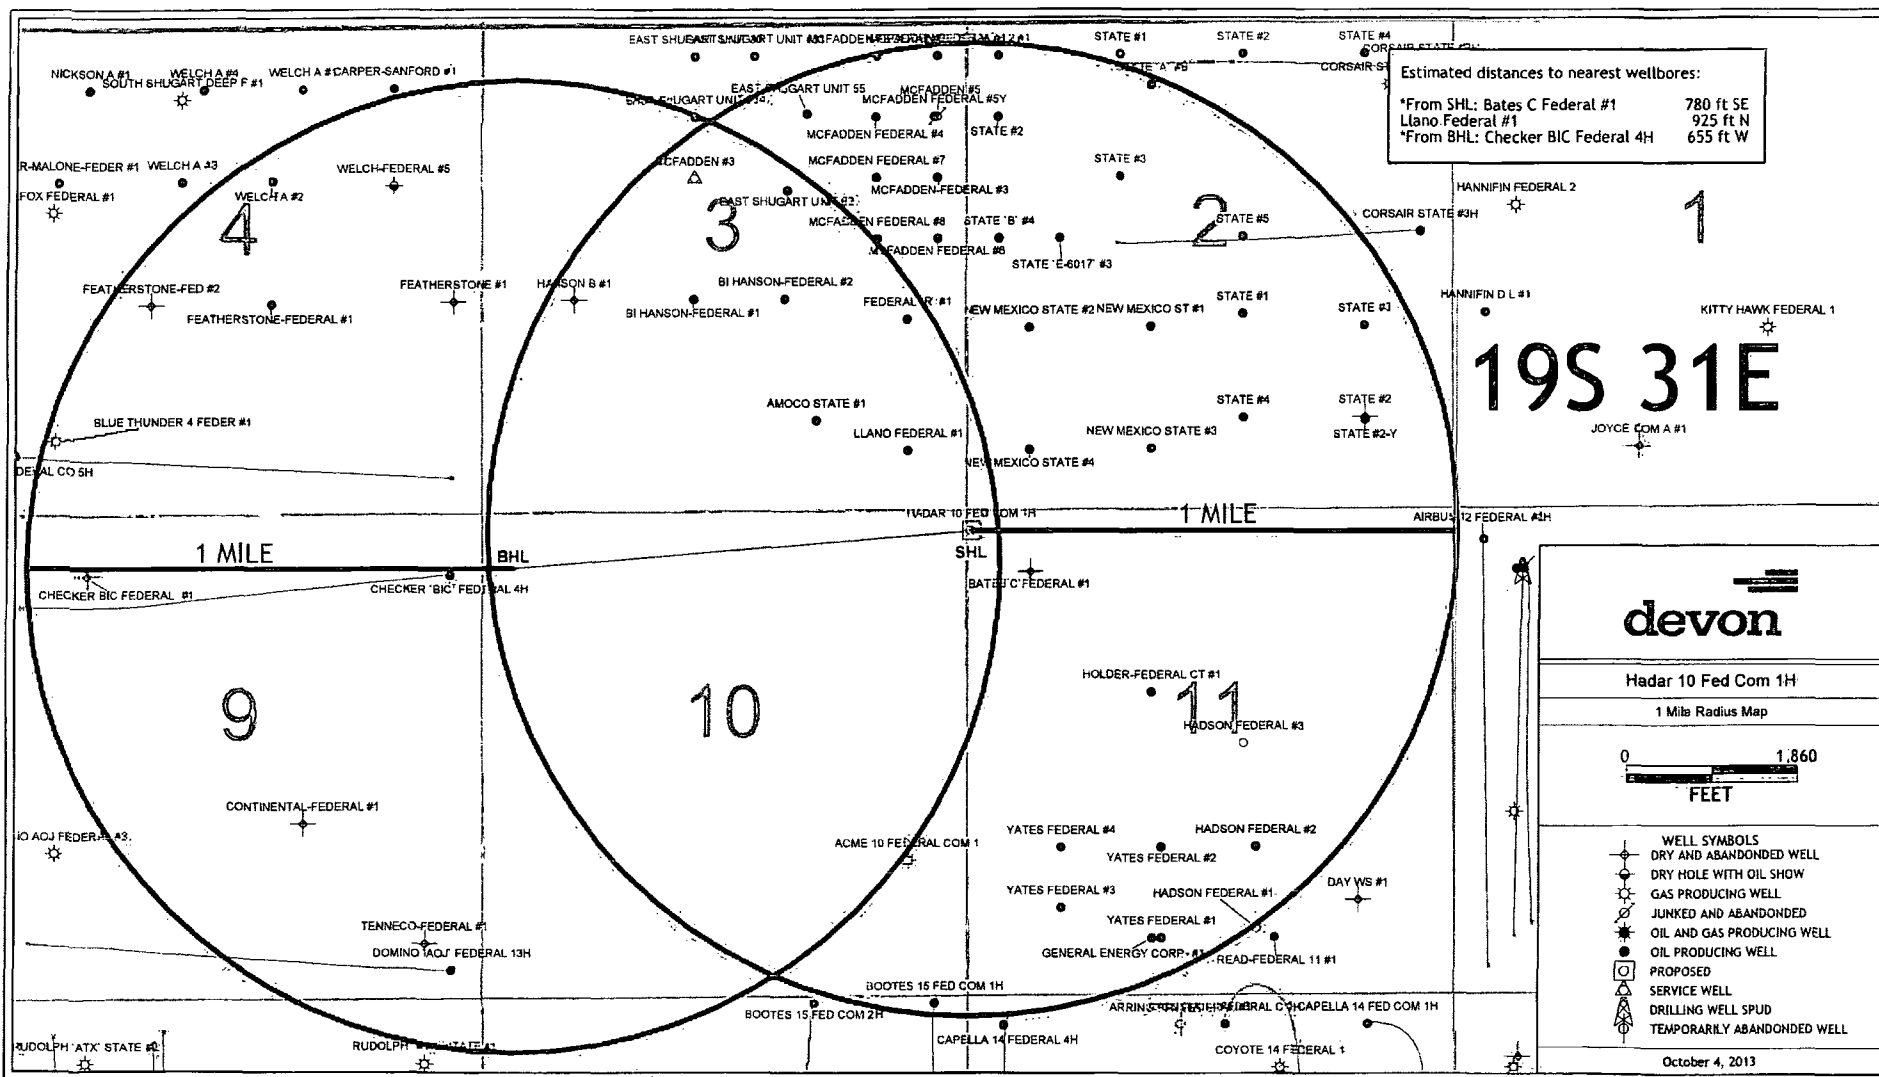 STATE #1
STATE #2
STATE #4
NICKSON A #1
WELCH A #4
SOUTH SHUGART DEEP F #1
CARPER-SANFORD #1
EAST SHUGART UNIT 55
MCFADDEN #5
MCFADDEN FEDERAL #5Y
MCFADDEN FEDERAL #4
STATE #2
Estimated distances to nearest wellbores:
*From SHL: Bates C Federal #1 780 ft SE
Llano Federal #1 925 ft N
*From BHL: Checker BIC Federal 4H 655 ft W
R-MALONE-FEDER #1
WELCH A #3
WELCH-FEDERAL #5
MCFADDEN #3
MCFADDEN FEDERAL #7
STATE #3
FOX FEDERAL #1
WELCH A #2
MCFADDEN-FEDERAL #3
HANNIFIN FEDERAL 2
4
3
2
1
MCFADDEN FEDERAL #8
STATE 'B' #4
STATE #5
CORSAIR STATE #3H
MCFADDEN FEDERAL #6
STATE 'E-6017' #3
FEATHERSTONE-FED #2
FEATHERSTONE #1
HANSON B #1
BI HANSON-FEDERAL #2
FEATHERSTONE-FEDERAL #1
BI HANSON-FEDERAL #1
NEW MEXICO STATE #2
NEW MEXICO ST #1
STATE #1
STATE #3
HANNIFIN D L #1
KITTY HAWK FEDERAL 1
19S 31E
BLUE THUNDER 4 FEDER #1
AMOCO STATE #1
LLANO FEDERAL #1
NEW MEXICO STATE #4
NEW MEXICO STATE #3
STATE #4
STATE #2
STATE #2-Y
JOYCE COM A #1
HADAR 10 FED COM 1H
1 MILE
1 MILE
BHL
SHL
CHECKER BIC FEDERAL #1
CHECKER 'BIC' FEDERAL 4H
BATES 'C' FEDERAL #1
9
10
11
HOLDER-FEDERAL CT #1
HADSON FEDERAL #3
CONTINENTAL-FEDERAL #1
ACME 10 FEDERAL COM 1
YATES FEDERAL #4
HADSON FEDERAL #2
YATES FEDERAL #2
YATES FEDERAL #3
HADSON FEDERAL #1
DAY WS #1
TENNECO-FEDERAL #1
YATES FEDERAL #1
DOMINO 'AOJ' FEDERAL 13H
GENERAL ENERGY CORP
READ-FEDERAL 11 #1
BOOTES 15 FED COM 1H
BOOTES 15 FED COM 2H
CAPELLA 14 FED COM 1H
CAPELLA 14 FEDERAL 4H
COYOTE 14 FEDERAL 1
devon
Hadar 10 Fed Com 1H
1 Mile Radius Map
0 1,860
FEET
WELL SYMBOLS
DRY AND ABANDONED WELL
DRY HOLE WITH OIL SHOW
GAS PRODUCING WELL
JUNKED AND ABANDONED
OIL AND GAS PRODUCING WELL
OIL PRODUCING WELL
PROPOSED
SERVICE WELL
DRILLING WELL SPUD
TEMPORARILY ABANDONED WELL
October 4, 2013